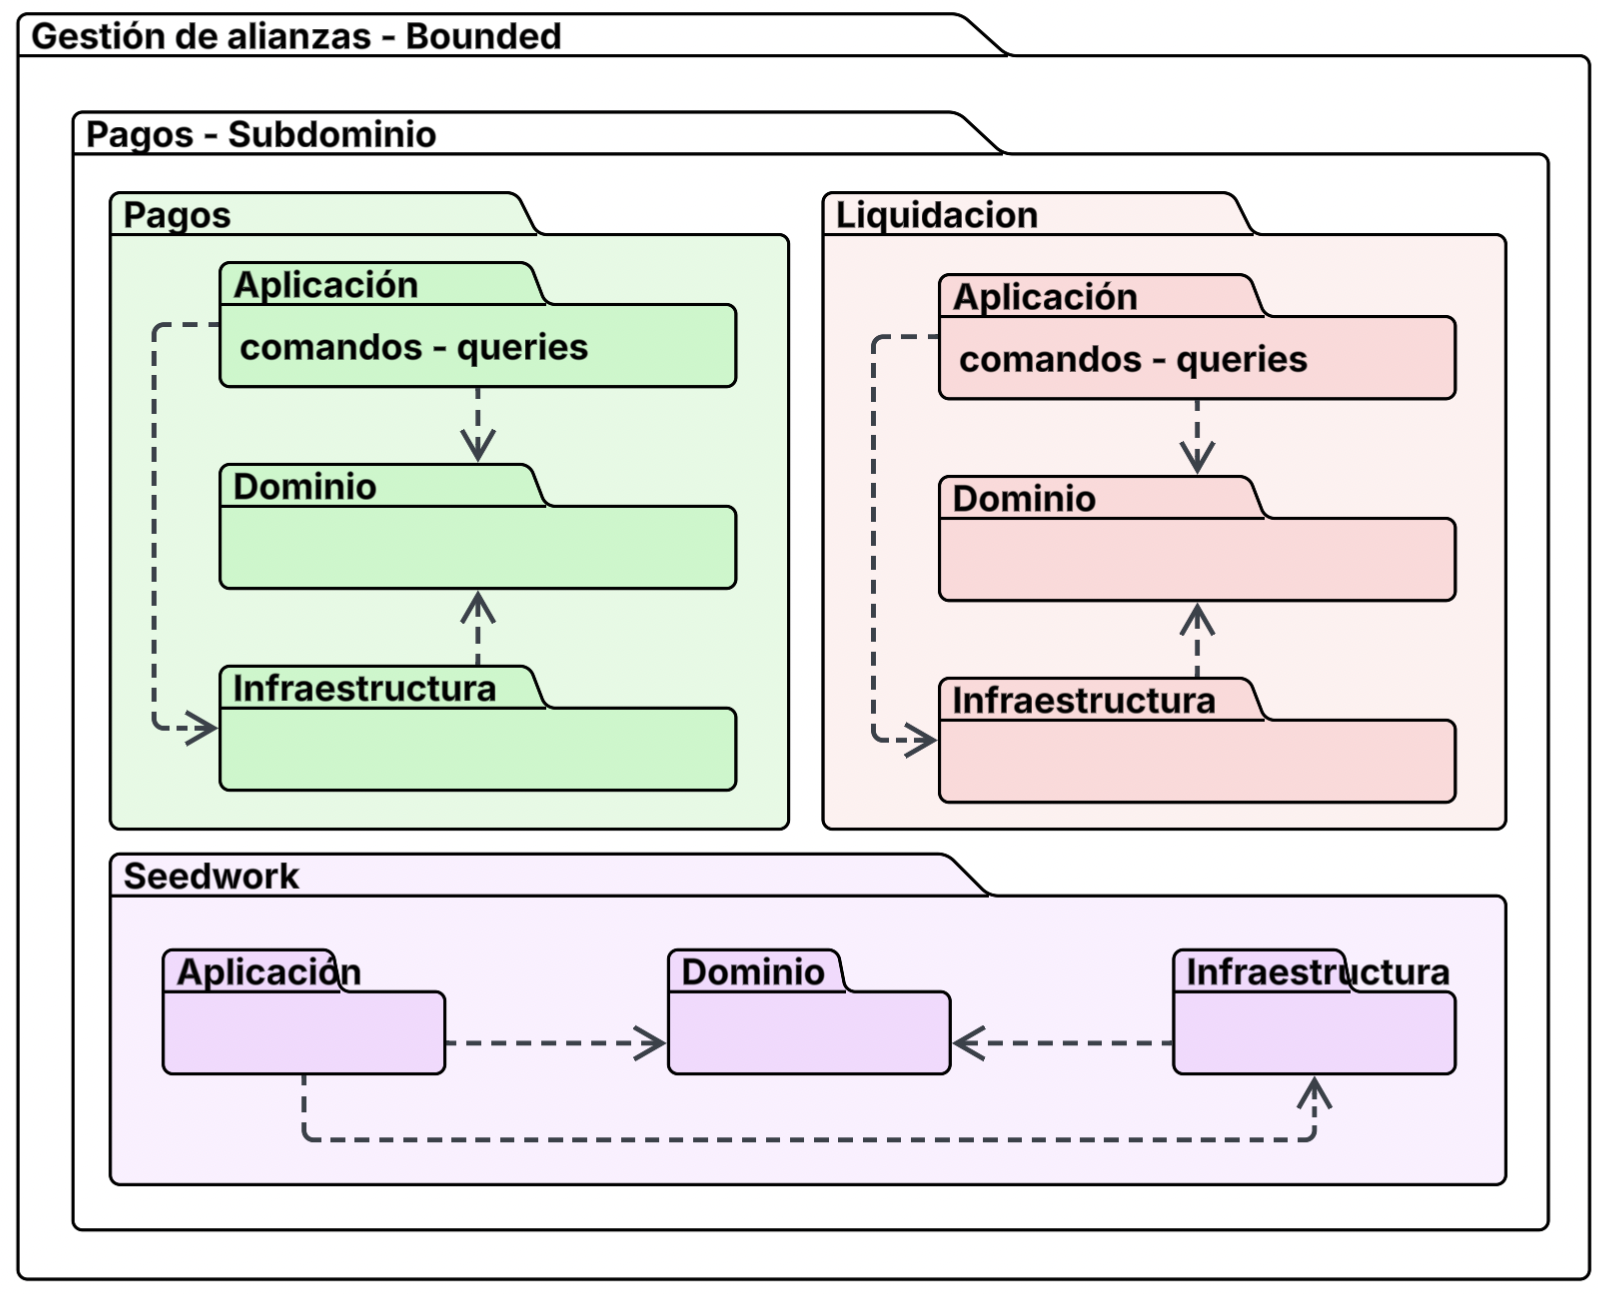 Gestión de alianzas - Bounded
Pagos - Subdominio
Pagos
Aplicación
comandos - queries
Dominio
Infraestructura
Liquidacion
Aplicación
comandos - queries
Dominio
Infraestructura
Seedwork
Aplicación
Dominio
Infraestructura